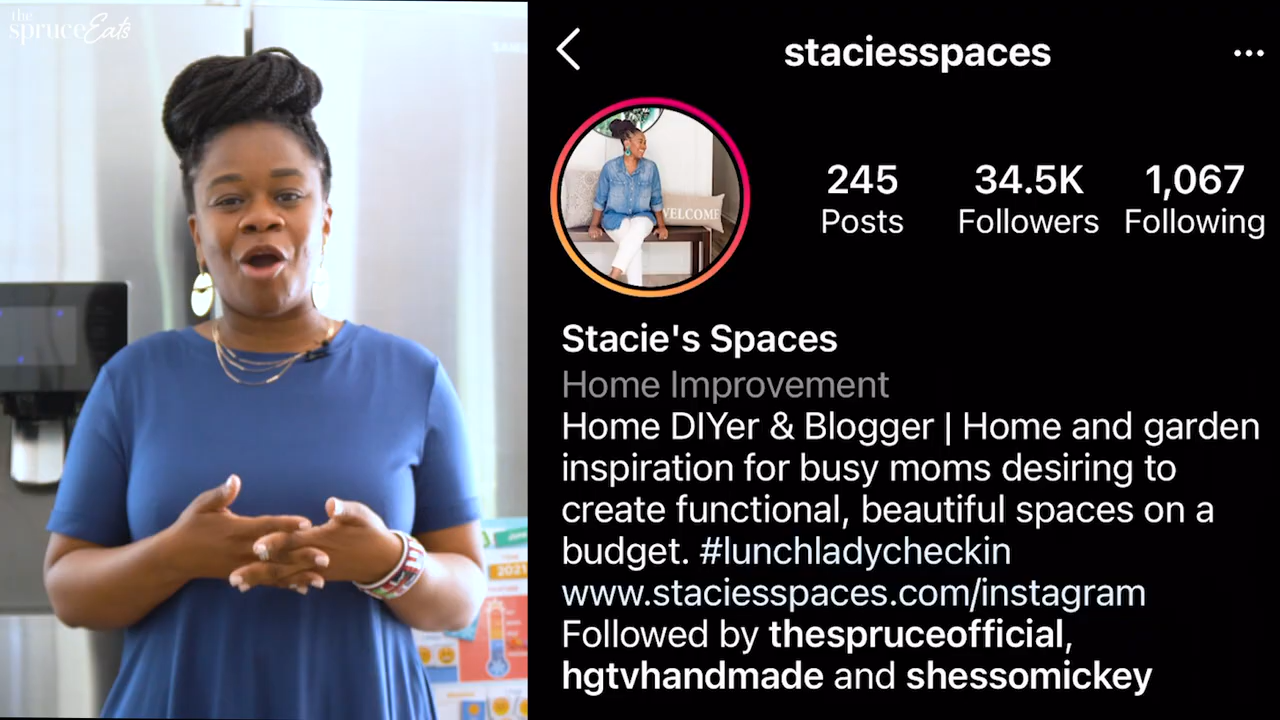 the
spruceEats
staciesspaces
245
34.5K
1,067
Posts
Followers
Following
WELCOME
Stacie's Spaces
Home Improvement
Home DIYer & Blogger | Home and garden
inspiration for busy moms desiring to
create functional, beautiful spaces on a
budget. #lunchladycheckin
www.staciesspaces.com/instagram
Followed by thespruceofficial,
hgtvhandmade and shessomickey
2021